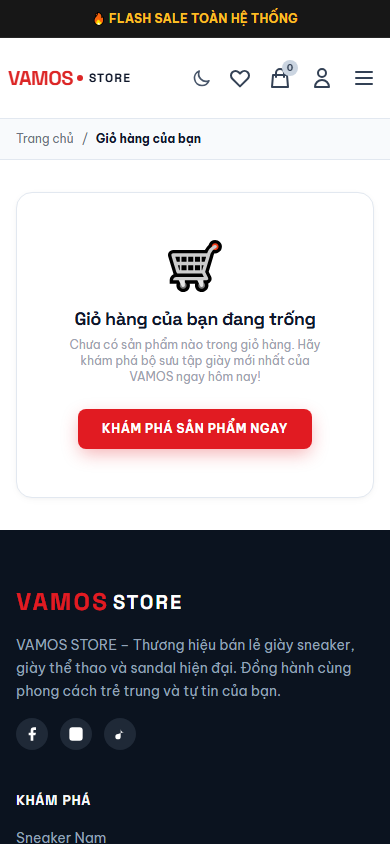 🔥 FLASH SALE TOÀN HỆ THỐNG
VAMOS • STORE
0
Trang chủ / Giỏ hàng của bạn
Giỏ hàng của bạn đang trống
Chưa có sản phẩm nào trong giỏ hàng. Hãy
khám phá bộ sưu tập giày mới nhất của
VAMOS ngay hôm nay!
KHÁM PHÁ SẢN PHẨM NGAY
VAMOS STORE
VAMOS STORE – Thương hiệu bán lẻ giày sneaker,
giày thể thao và sandal hiện đại. Đồng hành cùng
phong cách trẻ trung và tự tin của bạn.
KHÁM PHÁ
Sneaker Nam